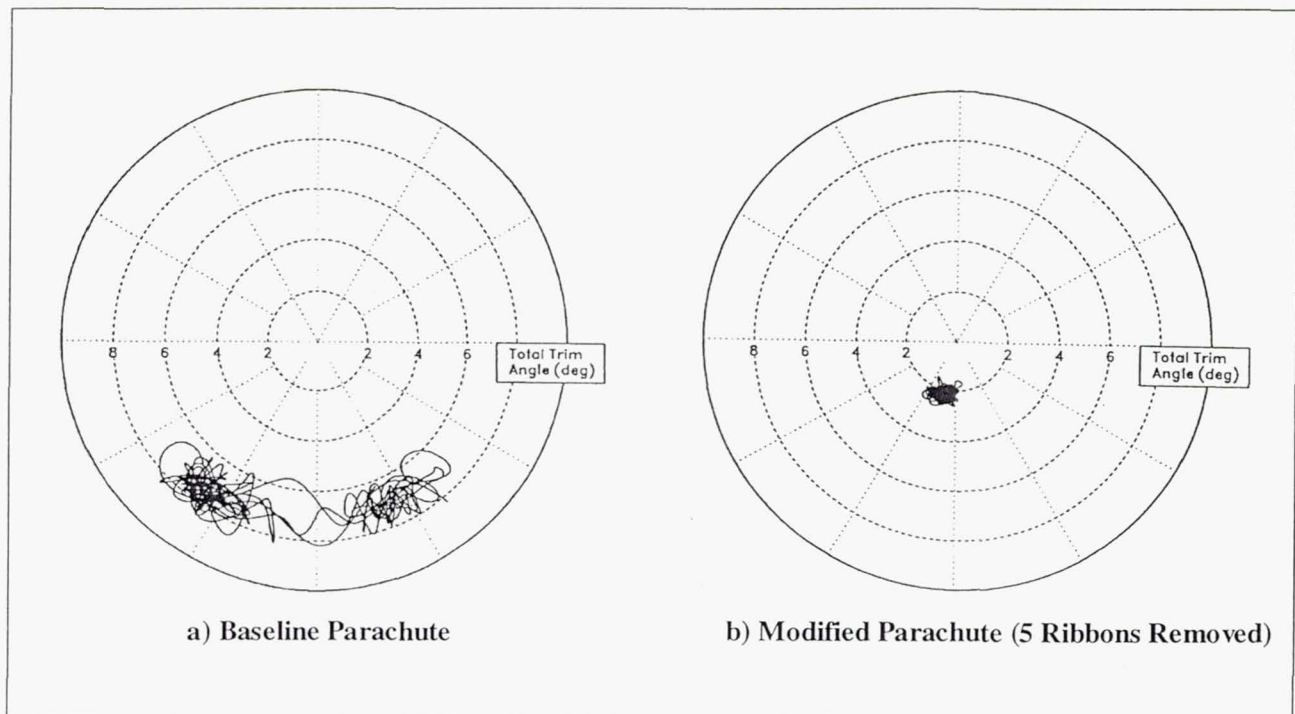 8 6 4 2 2 4 6
Total Trim
Angle (deg)
8 6 4 2 2 4 6
Total Trim
Angle (deg)
a) Baseline Parachute
b) Modified Parachute (5 Ribbons Removed)